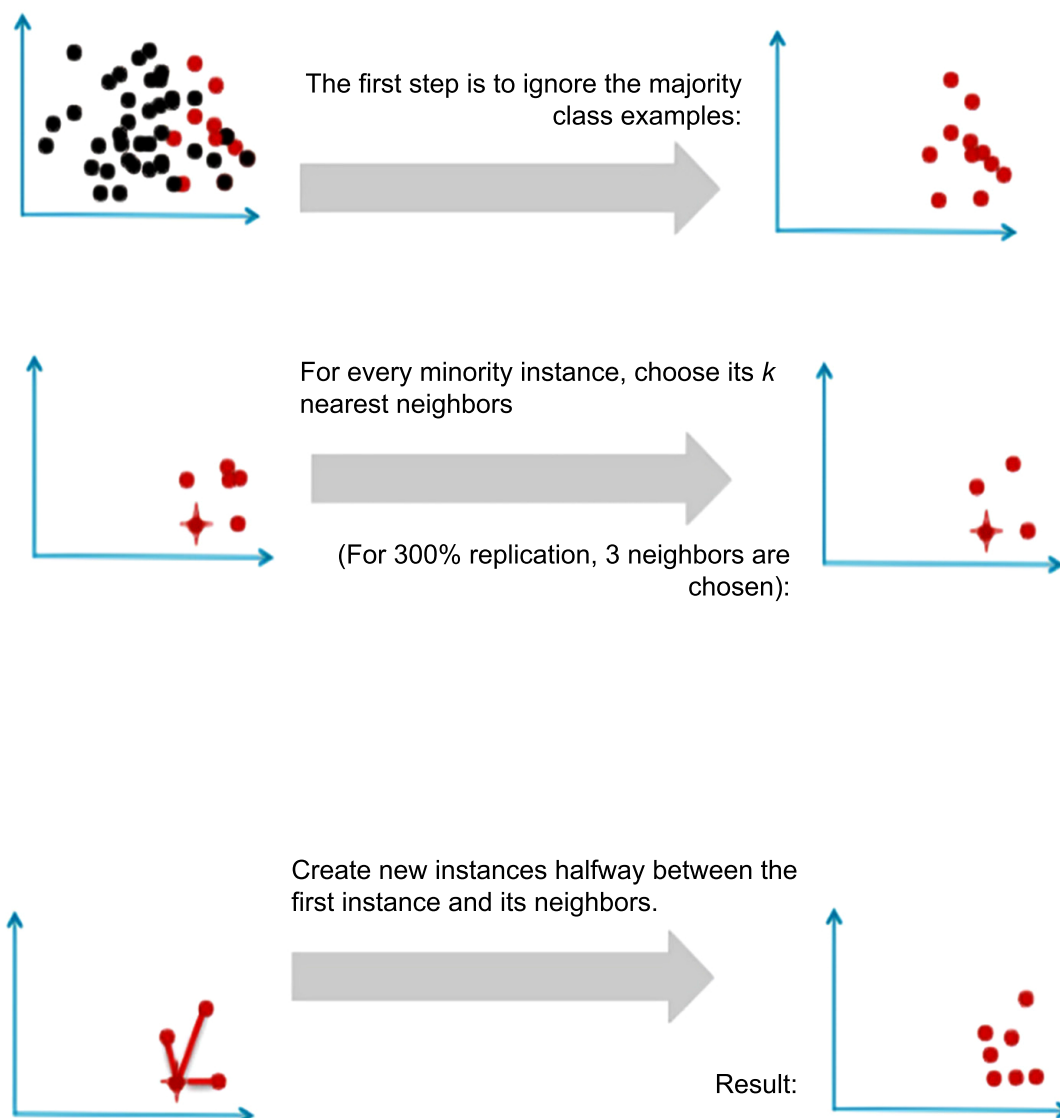 The first step is to ignore the majority
class examples:
For every minority instance, choose its k
nearest neighbors
(For 300% replication, 3 neighbors are
chosen):
Create new instances halfway between the
first instance and its neighbors.
Result: